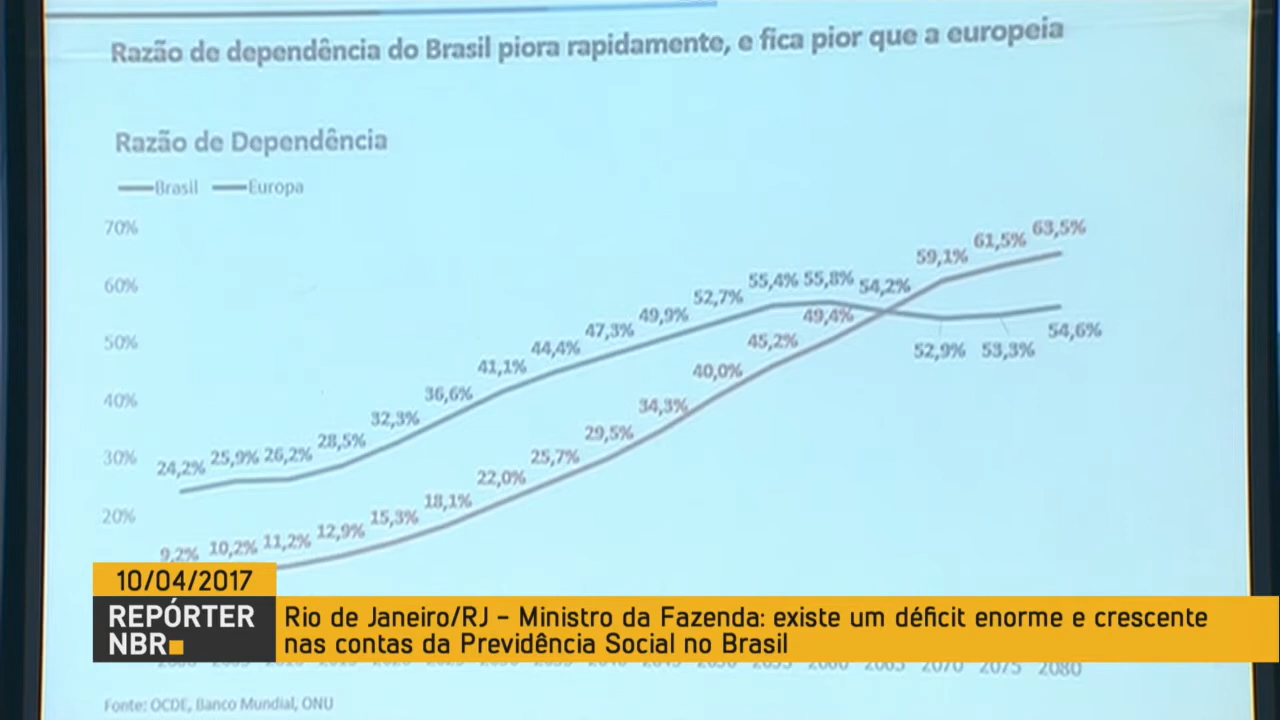 Razão de dependência do Brasil piora rapidamente, e fica pior que a europeia
Razão de Dependência
Brasil Europa
70%
60%
50%
40%
30%
20%
24,2% 25,9% 26,2% 28,5% 32,3% 36,6% 41,1% 44,4% 47,3% 49,9% 52,7% 55,4% 55,8% 54,2% 52,9% 53,3% 54,6%
9,2% 10,2% 11,2% 12,9% 15,3% 18,1% 22,0% 25,7% 29,5% 34,3% 40,0% 45,2% 49,4% 59,1% 61,5% 63,5%
10/04/2017
REPÓRTER
NBR
Rio de Janeiro/RJ – Ministro da Fazenda: existe um déficit enorme e crescente
nas contas da Previdência Social no Brasil
2070 2075 2080
Fonte: OCDE, Banco Mundial, ONU